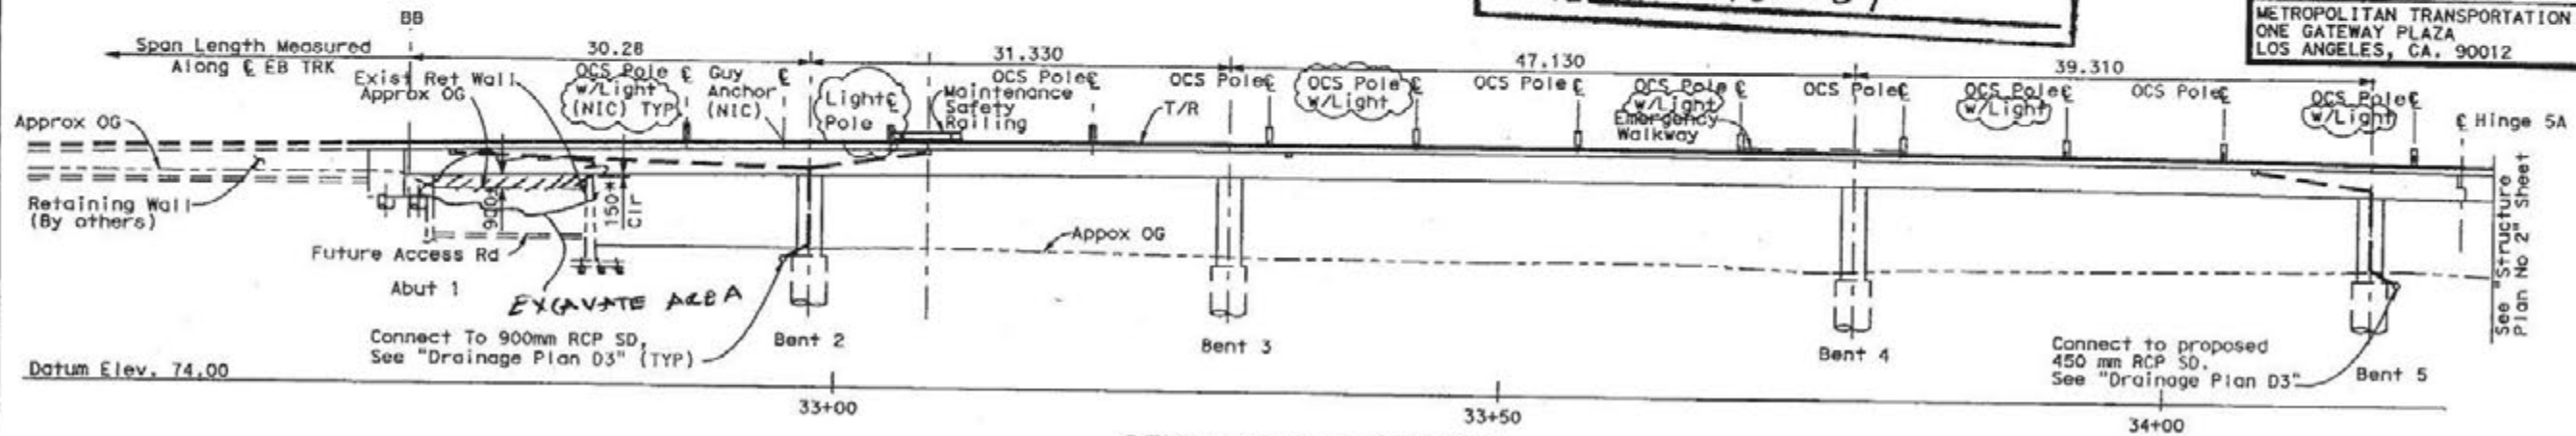 METROPOLITAN TRANSPORTATION
ONE GATEWAY PLAZA
LOS ANGELES, CA. 90012
BB
Span Length Measured
Along ℄ EB TRK
30.28
31.330
47.130
39.310
Exist Ret Wall
Approx OG
OCS Pole ℄
w/Light
(NIC) TYP
Guy ℄
Anchor
(NIC)
Light ℄
Pole
Maintenance
Safety
Railing
OCS Pole ℄
T/R
OCS Pole ℄
OCS Pole ℄
w/Light
OCS Pole ℄
OCS Pole ℄
w/Light
Emergency
Walkway
OCS Pole ℄
OCS Pole ℄
w/Light
OCS Pole ℄
OCS Pole ℄
w/Light
℄ Hinge 5A
Approx OG
Retaining Wall
(By others)
900
150*
Clr
Future Access Rd
Appox OG
Abut 1
EXCAVATE AREA
Connect To 900mm RCP SD,
See "Drainage Plan D3" (TYP)
Bent 2
Bent 3
Bent 4
Connect to proposed
450 mm RCP SD.
See "Drainage Plan D3"
Bent 5
See "Structure
Plan No 2" Sheet
Datum Elev. 74.00
33+00
33+50
34+00